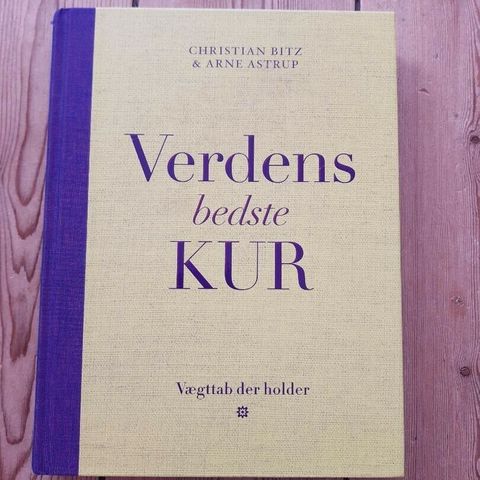 CHRISTIAN BITZ
& ARNE ASTRUP
Verdens
bedste
KUR
Vægttab der holder